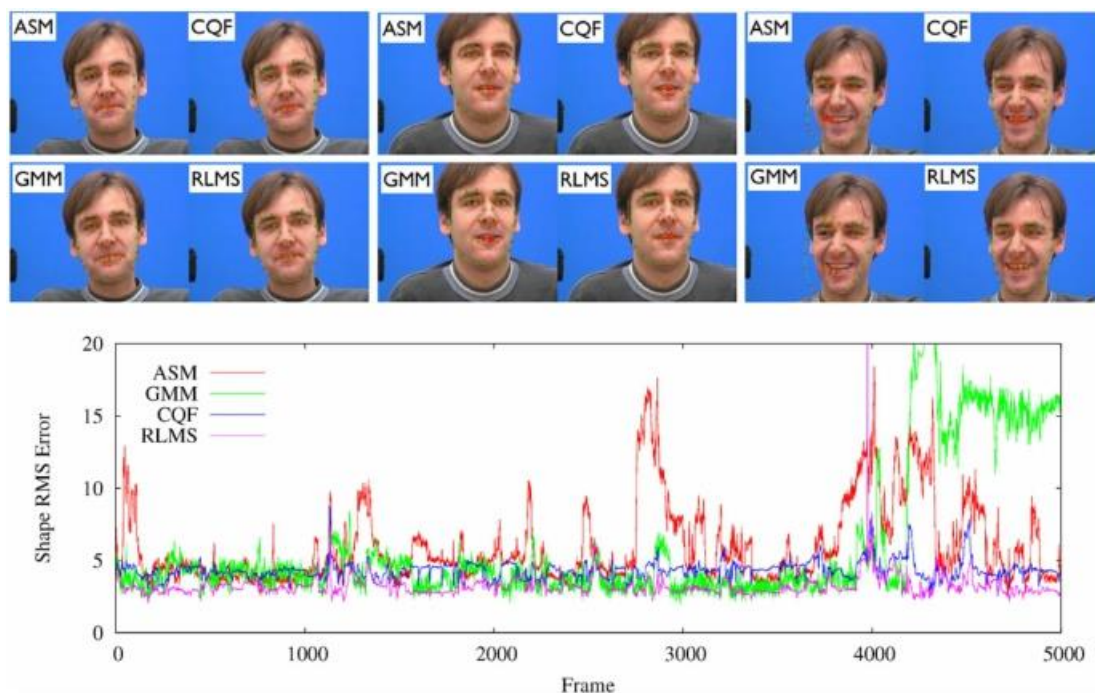 ASM CQF ASM CQF ASM CQF
GMM RLMS GMM RLMS GMM RLMS
20
ASM
GMM
CQF
RLMS
15
10
5
0
Shape RMS Error
0 1000 2000 3000 4000 5000
Frame